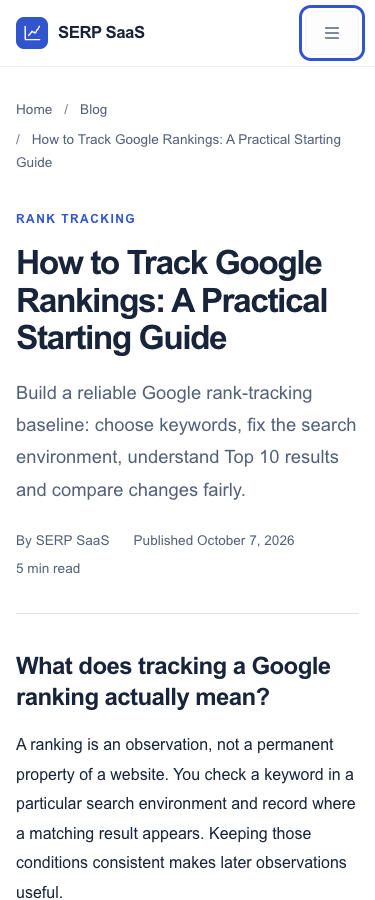 SERP SaaS
Home / Blog
/ How to Track Google Rankings: A Practical Starting
Guide
RANK TRACKING
How to Track Google
Rankings: A Practical
Starting Guide
Build a reliable Google rank-tracking
baseline: choose keywords, fix the search
environment, understand Top 10 results
and compare changes fairly.
By SERP SaaS Published October 7, 2026
5 min read
What does tracking a Google
ranking actually mean?
A ranking is an observation, not a permanent
property of a website. You check a keyword in a
particular search environment and record where
a matching result appears. Keeping those
conditions consistent makes later observations
useful.